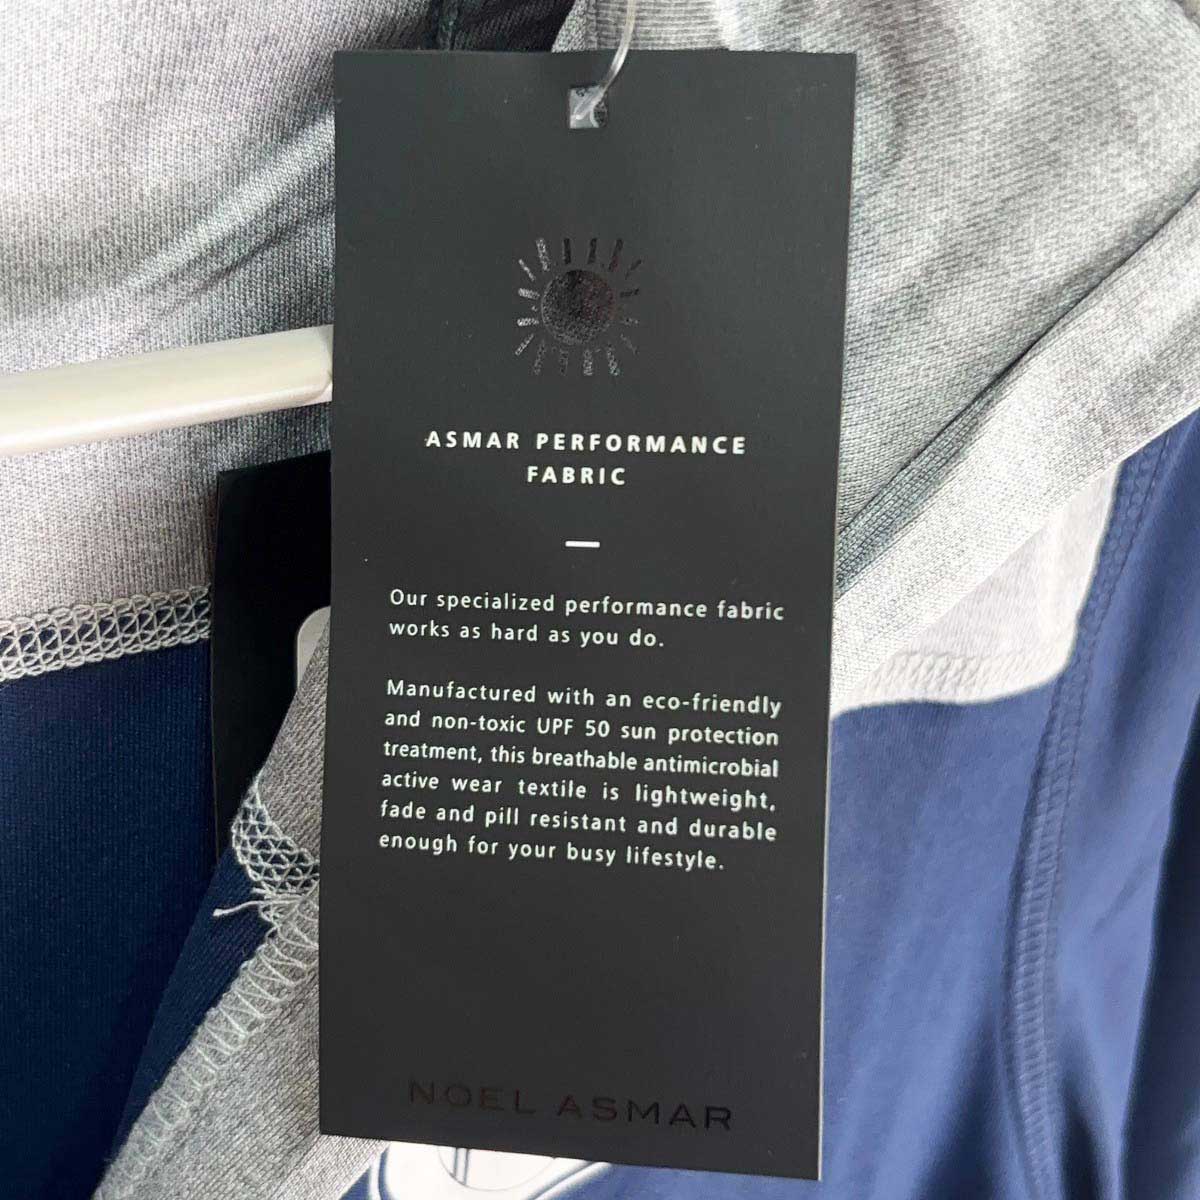 ASMAR PERFORMANCE
FABRIC
Our specialized performance fabric
works as hard as you do.
Manufactured with an eco-friendly
and non-toxic UPF 50 sun protection
treatment, this breathable antimicrobial
active wear textile is lightweight,
fade and pill resistant and durable
enough for your busy lifestyle.
NOEL ASMAR